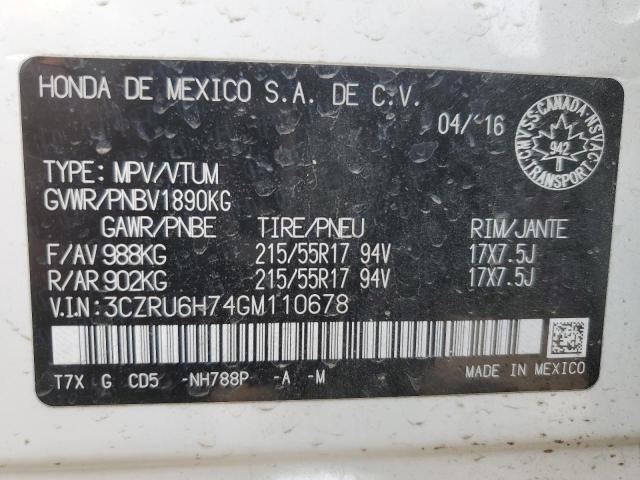 HONDA DE MEXICO S.A. DE C.V.
04/16
CMVSS-CANADA-NSVAC
942
TRANSPORT
TYPE: MPV/VTUM
GVWR/PNBV1890KG
GAWR/PNBE TIRE/PNEU RIM/JANTE
F/AV 988KG 215/55R17 94V 17X7.5J
R/AR 902KG 215/55R17 94V 17X7.5J
V.IN: 3CZRU6H74GM110678
T7X G CD5 -NH788P -A -M
MADE IN MEXICO